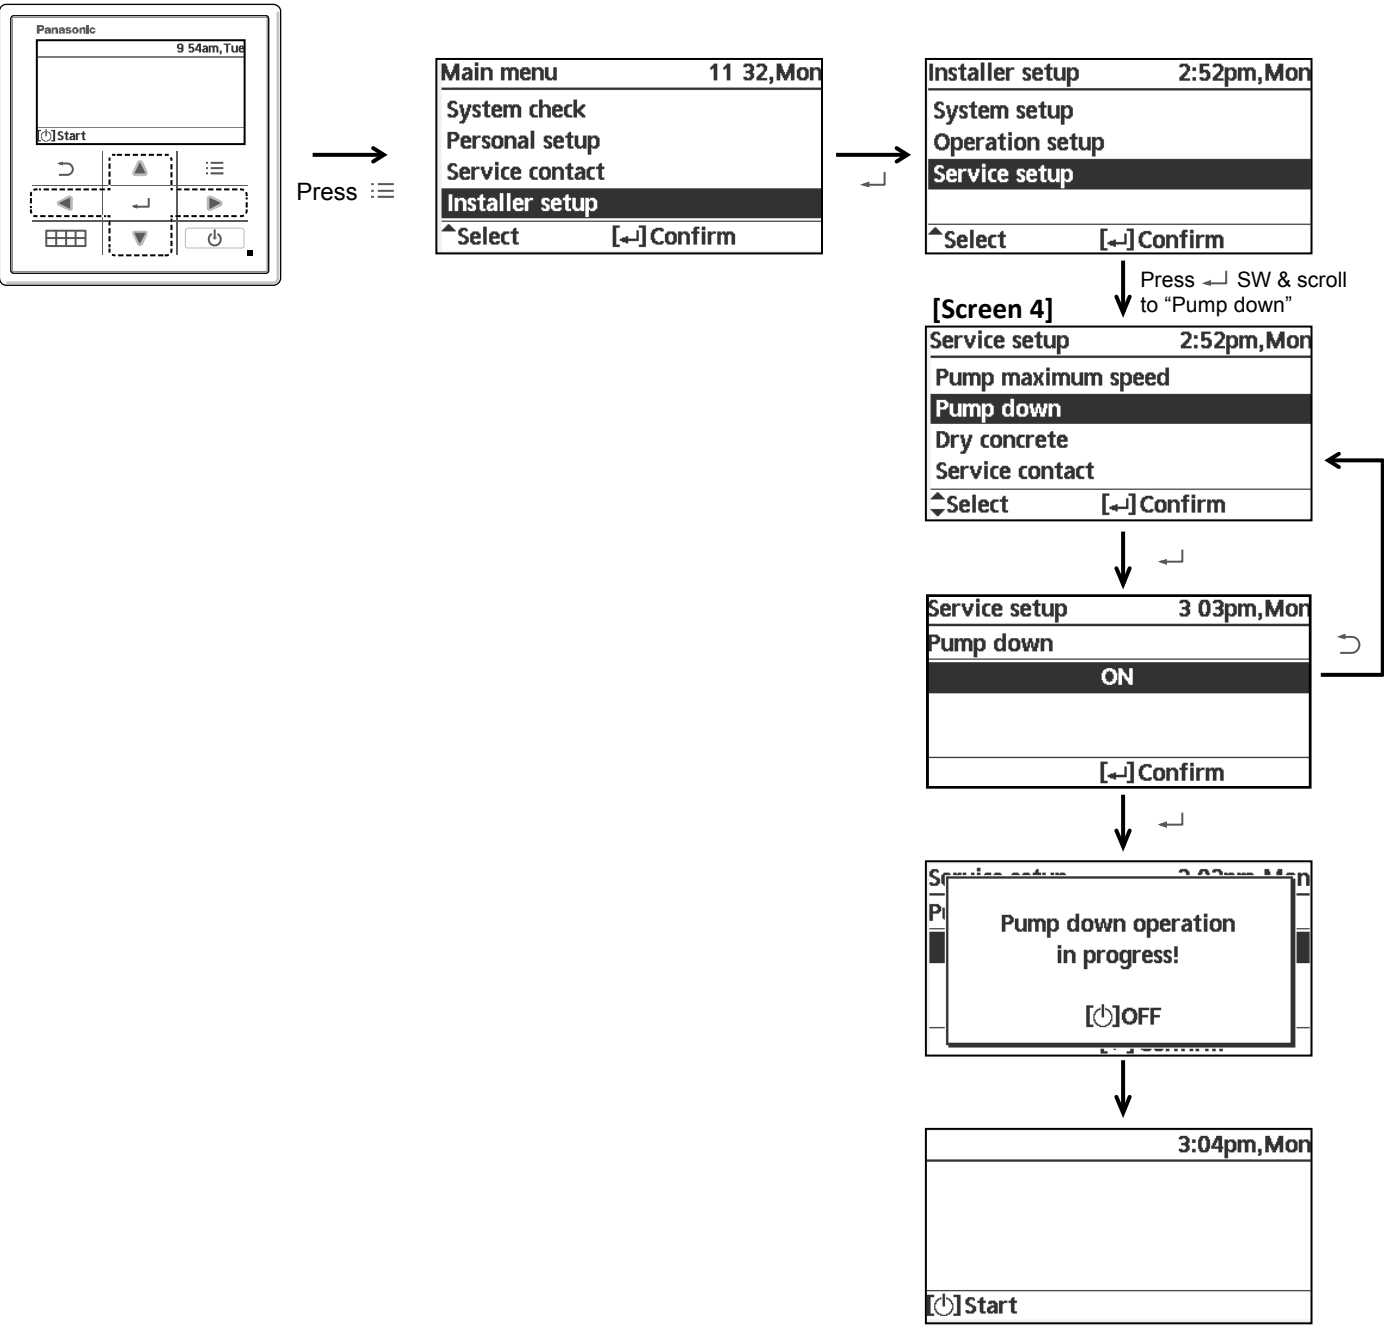 Panasonic
9 54am,Tue
[⏻]Start
Press
Main menu 11 32,Mon
System check
Personal setup
Service contact
Installer setup
Select [↵]Confirm
Installer setup 2:52pm,Mon
System setup
Operation setup
Service setup
Select [↵]Confirm
Press ↵ SW & scroll
to “Pump down”
[Screen 4]
Service setup 2:52pm,Mon
Pump maximum speed
Pump down
Dry concrete
Service contact
Select [↵]Confirm
Service setup 3 03pm,Mon
Pump down
ON
[↵]Confirm
Pump down operation
in progress!
[⏻]OFF
3:04pm,Mon
[⏻]Start